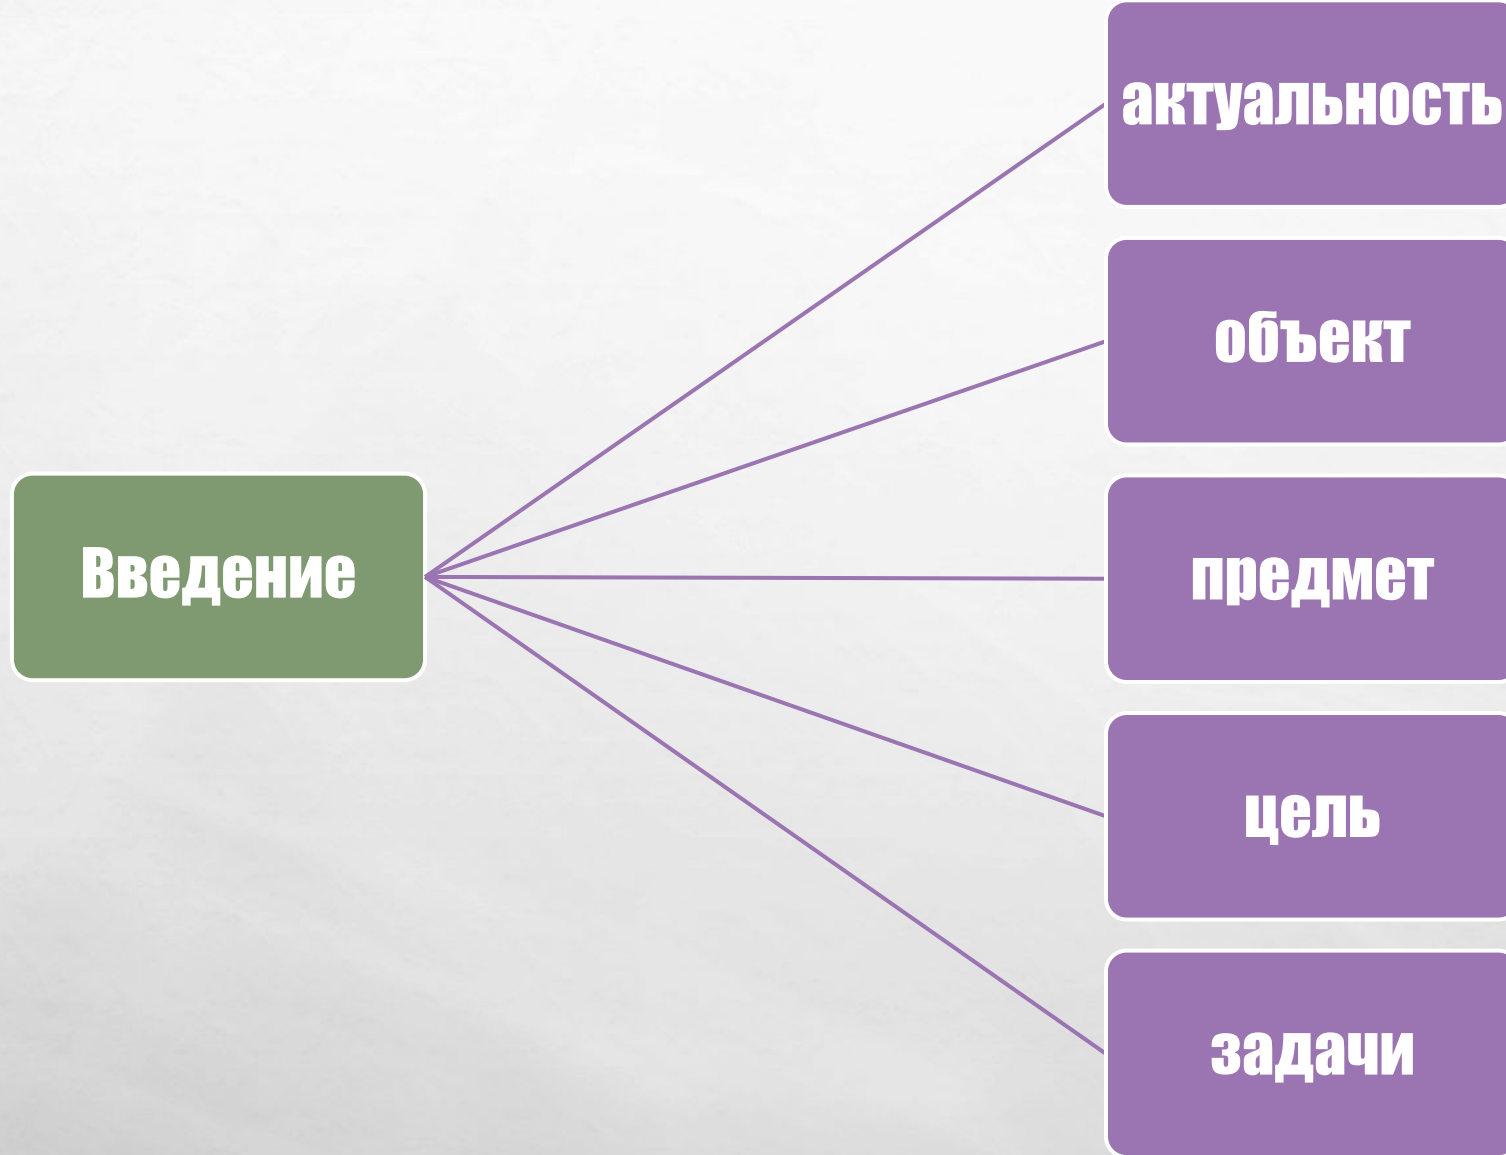 актуальность
объект
Введение
предмет
цель
задачи